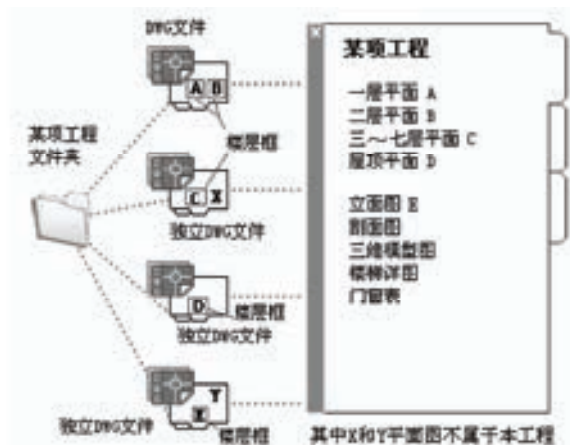 DWG文件
A B
楼层框
某项工程
文件夹
C X
独立DWG文件
D
楼层框
独立DWG文件
Y
E
独立DWG文件
楼层框
某项工程
一层平面 A
二层平面 B
三～七层平面 C
屋顶平面 D
立面图 E
剖面图
三维模型图
楼梯详图
门窗表
其中X和Y平面图不属于本工程